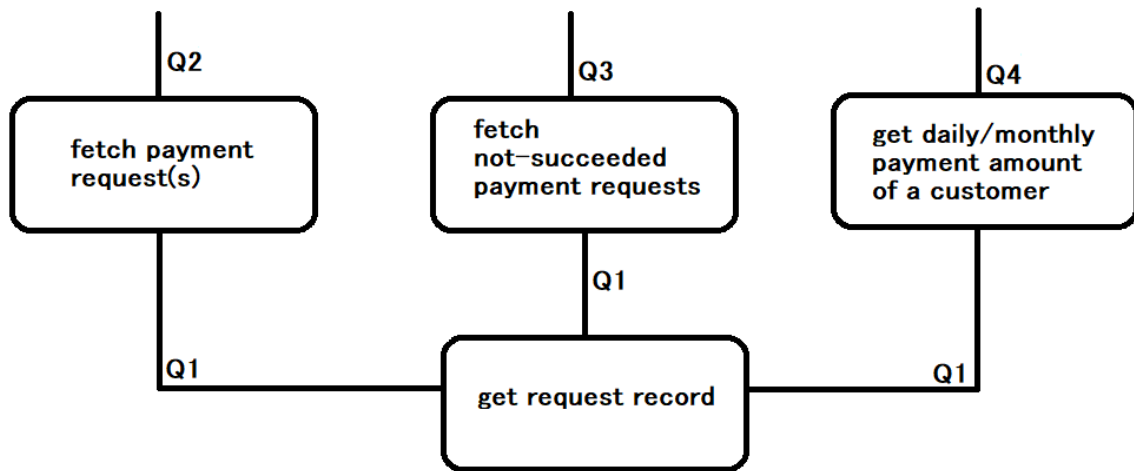 Q2
Q3
Q4
fetch payment
request(s)
fetch
not-succeeded
payment requests
get daily/monthly
payment amount
of a customer
Q1
Q1
Q1
get request record